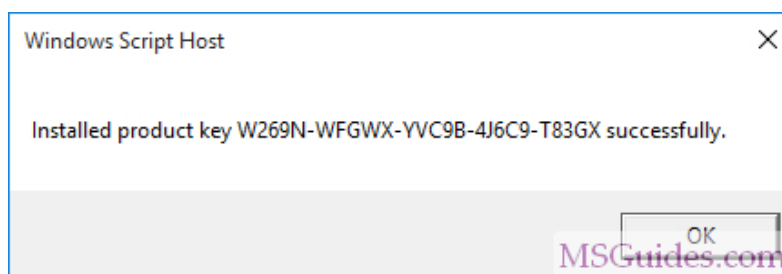 Windows Script Host
Installed product key W269N-WFGWX-YVC9B-4J6C9-T83GX successfully.
OK
MSGuides.com